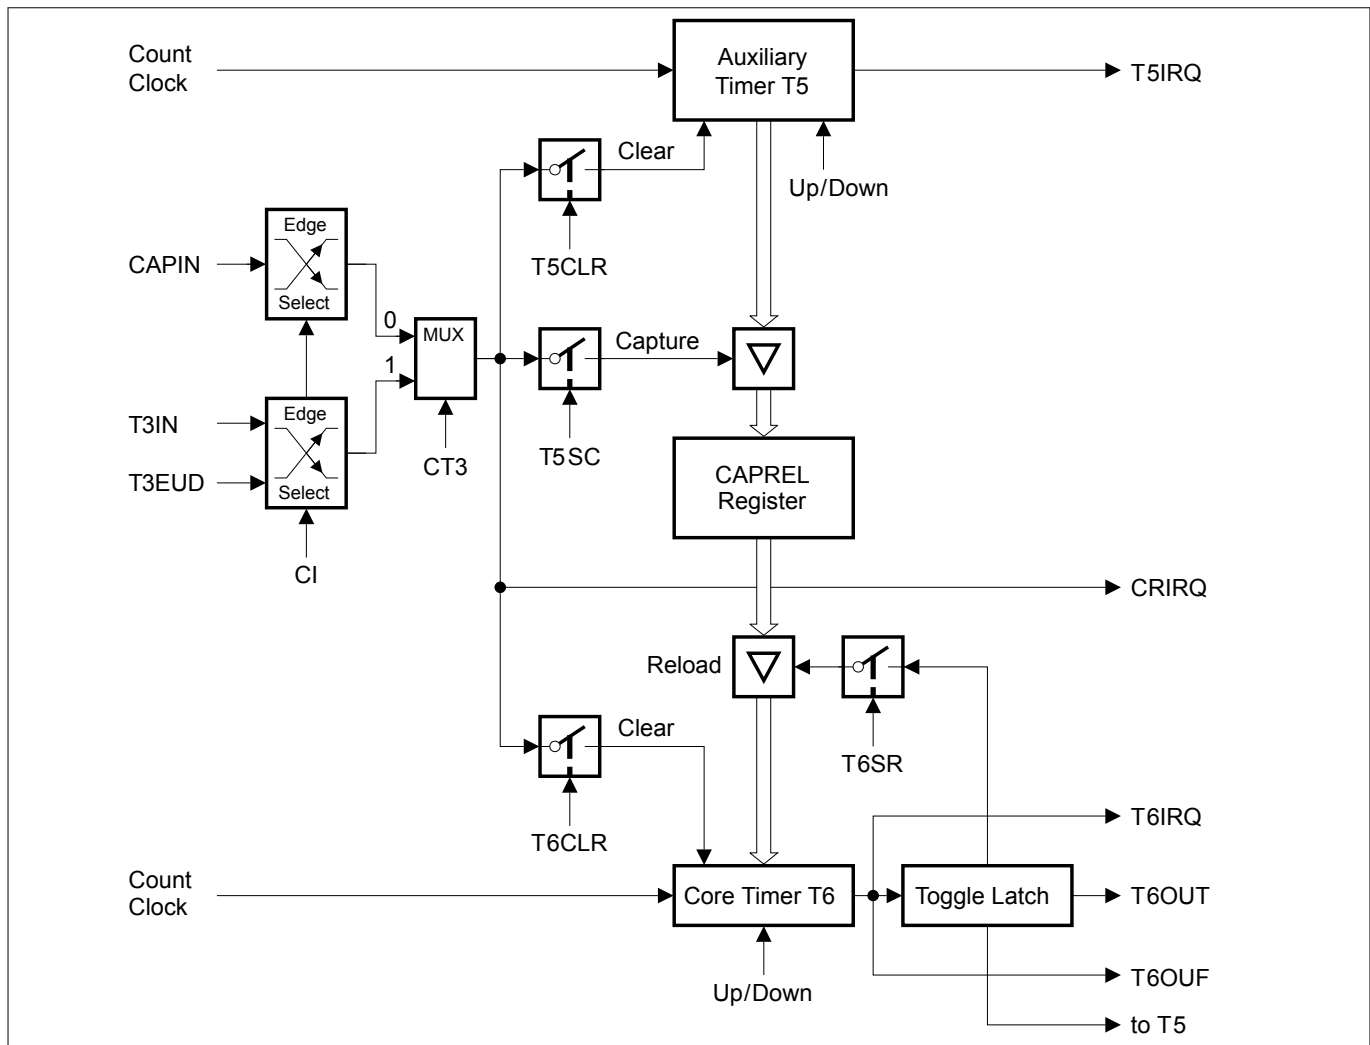 Count
Clock
Auxiliary
Timer T5
T5IRQ
Clear
Up/Down
T5CLR
Edge
Select
CAPIN
0
MUX
1
Capture
T3IN
T3EUD
Edge
Select
CT3
T5SC
CI
CAPREL
Register
CRIRQ
Reload
T6SR
Clear
T6CLR
T6IRQ
Count
Clock
Core Timer T6
Toggle Latch
T6OUT
Up/Down
T6OUF
to T5